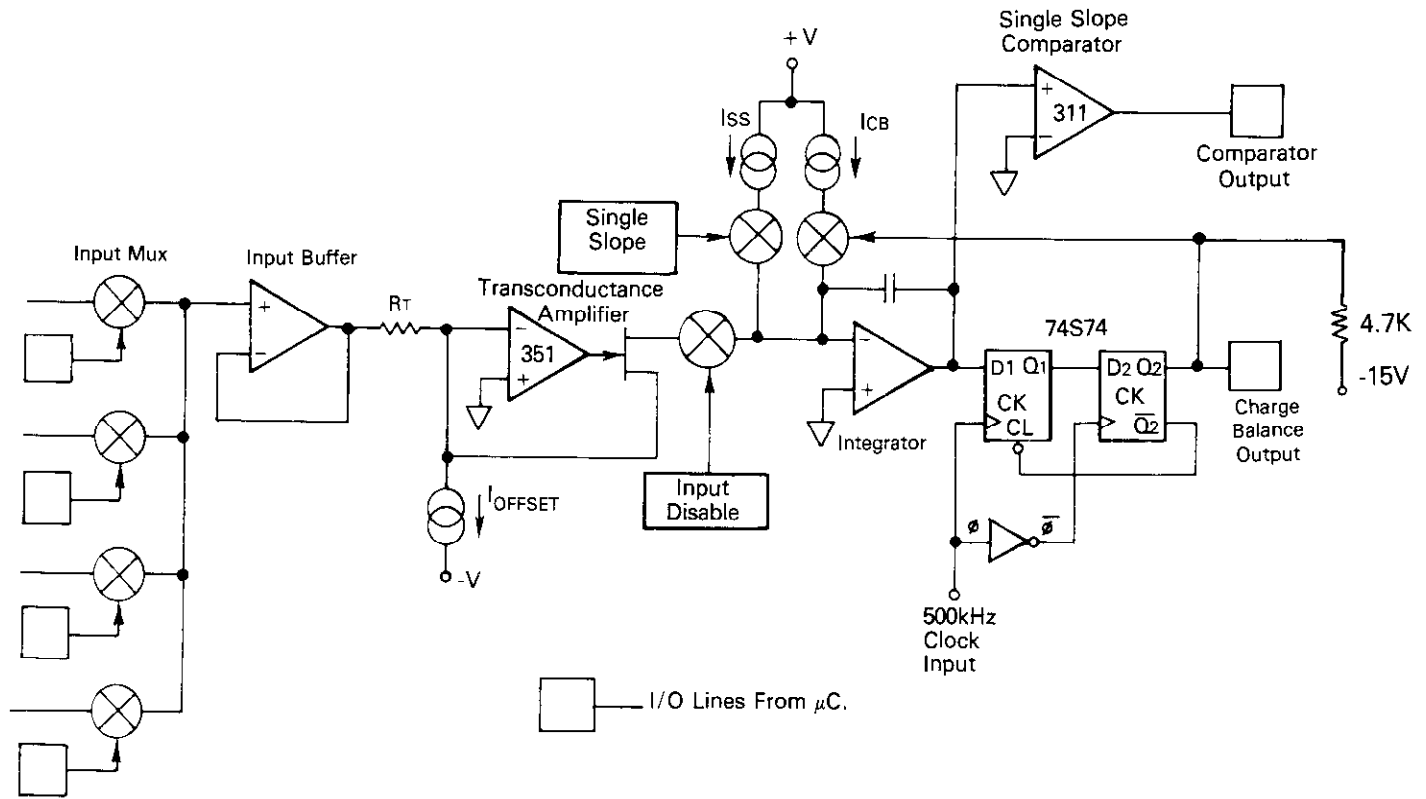 Single Slope
Comparator
+V
+
311
−
Comparator
Output
ISS
ICB
Single
Slope
Input Mux
Input Buffer
+
−
RT
Transconductance
Amplifier
−
351
+
IOFFSET
-V
Input
Disable
−
+
Integrator
74S74
D1 Q1
CK
CL
D2 Q2
CK
Q̅2
4.7K
-15V
Charge
Balance
Output
ø
ø̅
500kHz
Clock
Input
I/O Lines From µC.